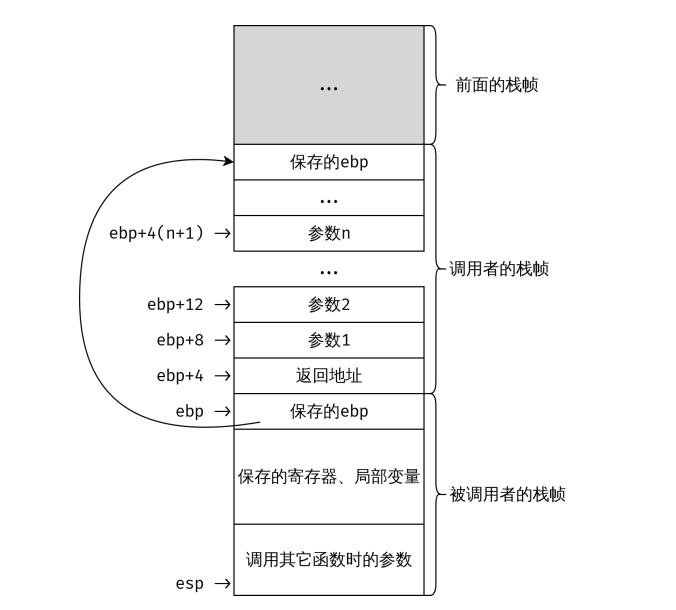 ...
前面的栈帧
保存的ebp
...
ebp+4(n+1)
参数n
...
调用者的栈帧
ebp+12
参数2
ebp+8
参数1
ebp+4
返回地址
ebp
保存的ebp
保存的寄存器、局部变量
被调用者的栈帧
调用其它函数时的参数
esp